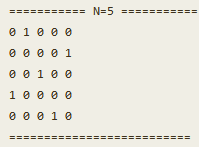 =========== N=5 ===========
0 1 0 0 0
0 0 0 0 1
0 0 1 0 0
1 0 0 0 0
0 0 0 1 0
==========================